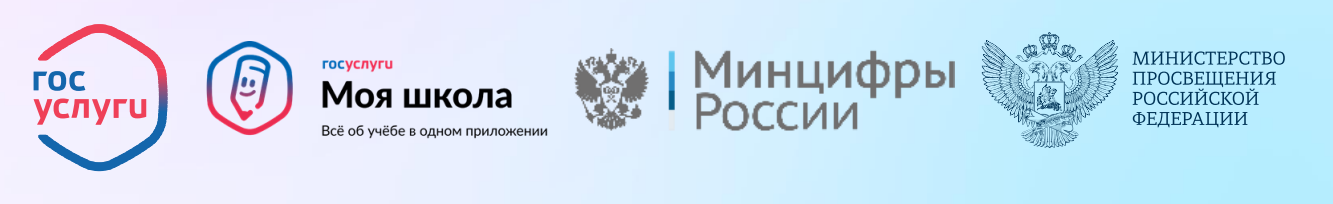 гос
услуги
госуслуги
Моя школа
Всё об учёбе в одном приложении
Минцифры
России
МИНИСТЕРСТВО
ПРОСВЕЩЕНИЯ
РОССИЙСКОЙ
ФЕДЕРАЦИИ